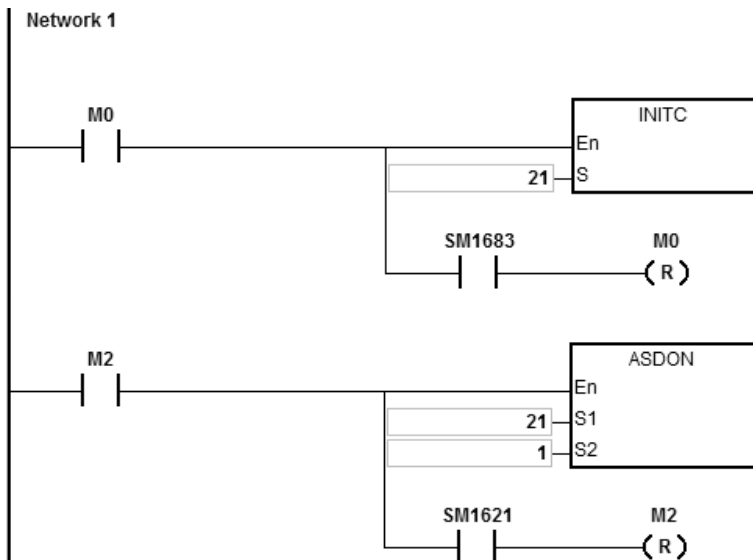 Network 1
M0
INITC
En
21 S
SM1683 M0
R
M2
ASDON
En
21 S1
1 S2
SM1621 M2
R